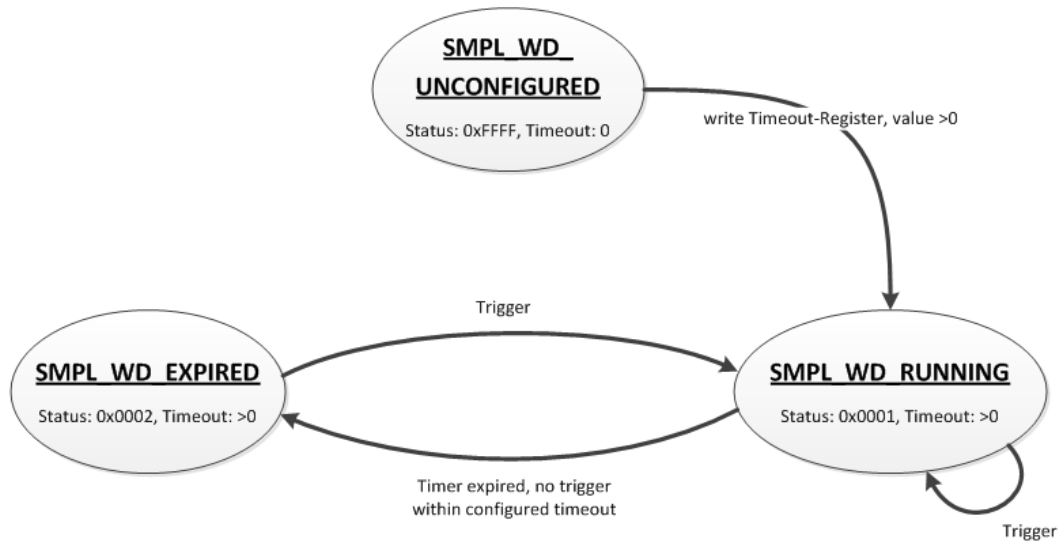 SMPL_WD_
UNCONFIGURED
Status: 0xFFFF, Timeout: 0
write Timeout-Register, value >0
Trigger
SMPL_WD_EXPIRED
Status: 0x0002, Timeout: >0
SMPL_WD_RUNNING
Status: 0x0001, Timeout: >0
Timer expired, no trigger
within configured timeout
Trigger